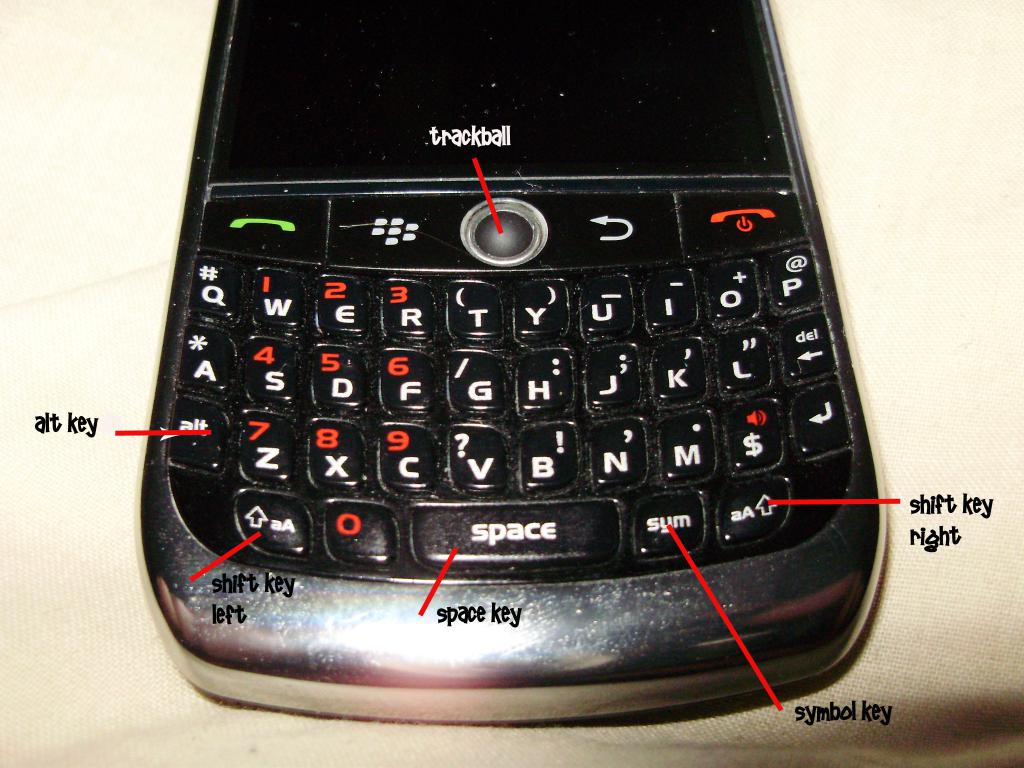 trackball
# Q 1 W 2 E 3 R ( T ) Y _ U - I + O @ P
* A 4 S 5 D 6 F / G : H ; J ' K " L del
alt key
alt 7 Z 8 X 9 C ? V ! B , N . M $
aA 0 space sym aA
shift key
right
shift key
left
space key
symbol key